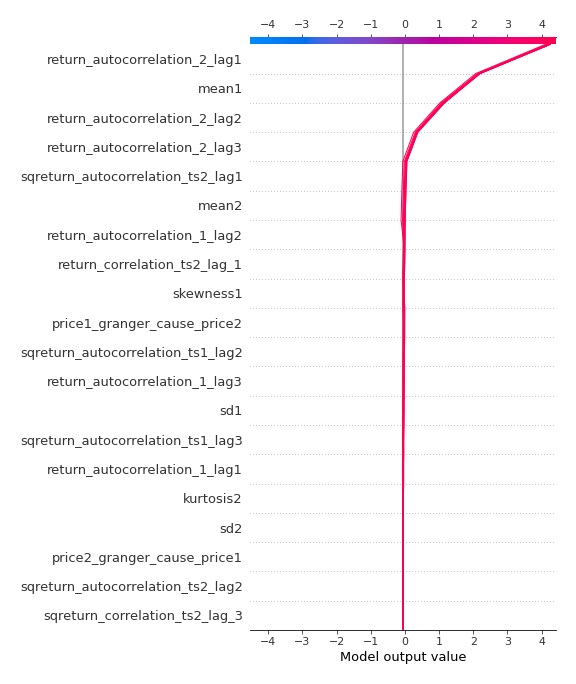 −4 −3 −2 −1 0 1 2 3 4
return_autocorrelation_2_lag1
mean1
return_autocorrelation_2_lag2
return_autocorrelation_2_lag3
sqreturn_autocorrelation_ts2_lag1
mean2
return_autocorrelation_1_lag2
return_correlation_ts2_lag_1
skewness1
price1_granger_cause_price2
sqreturn_autocorrelation_ts1_lag2
return_autocorrelation_1_lag3
sd1
sqreturn_autocorrelation_ts1_lag3
return_autocorrelation_1_lag1
kurtosis2
sd2
price2_granger_cause_price1
sqreturn_autocorrelation_ts2_lag2
sqreturn_correlation_ts2_lag_3
−4 −3 −2 −1 0 1 2 3 4
Model output value